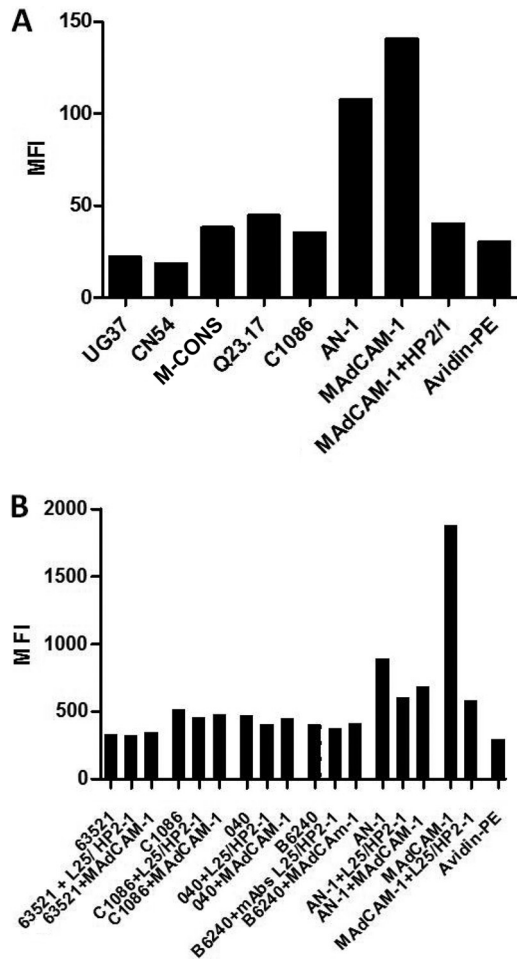 A
150
100
50
0
MFI
UG37
CN54
M-CONS
Q23.17
C1086
AN-1
MAdCAM-1
MAdCAM-1+HP2/1
Avidin-PE
B
2000
1500
1000
500
0
MFI
63521
63521 + L25/ HP2-1
63521+MAdCAM-1
C1086
C1086+L25/HP2-1
C1086+MAdCAM-1
040
040+L25/HP2-1
040+MAdCAM-1
B6240
B6240+mAbs L25/HP2-1
B6240+MAdCAm-1
AN-1
AN-1+L25/HP2-1
AN-1+MAdCAM-1
MAdCAM-1
MAdCAM-1+L25/HP2-1
Avidin-PE